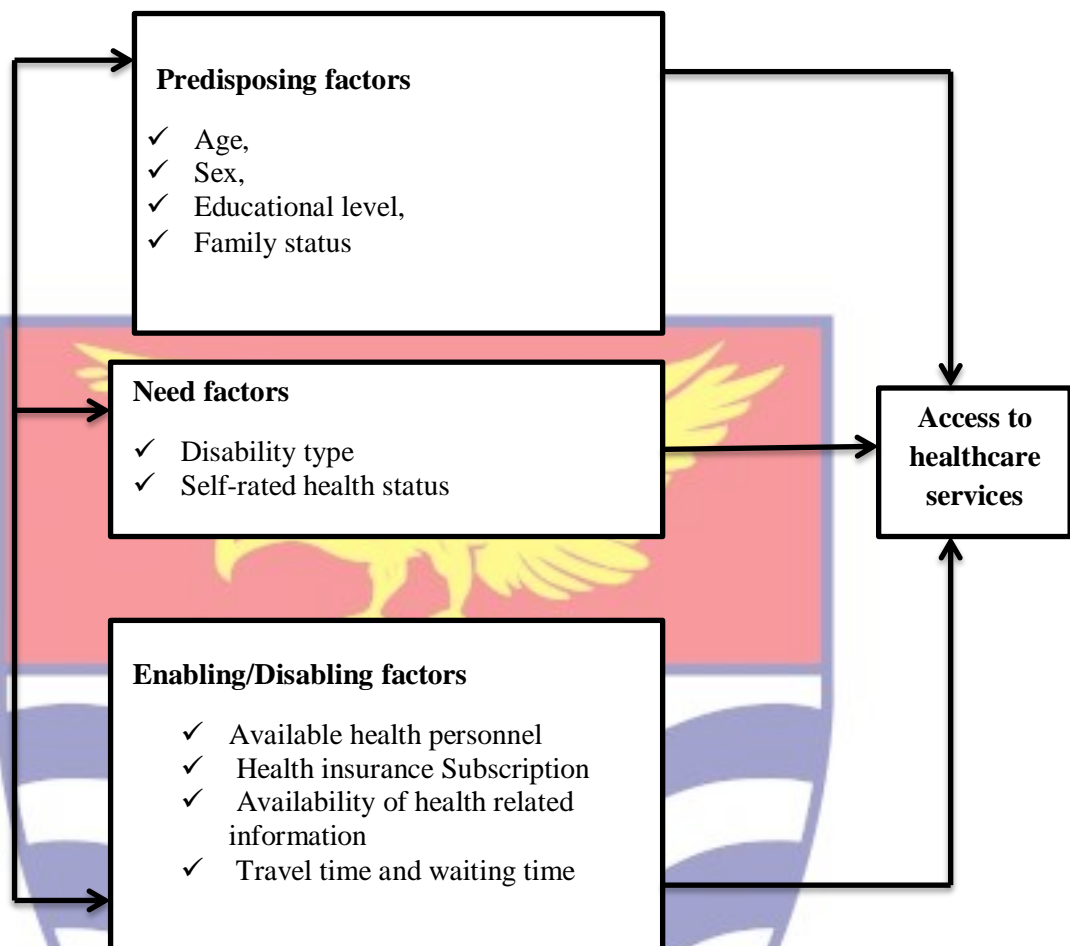 Predisposing factors
✓ Age,
✓ Sex,
✓ Educational level,
✓ Family status
Need factors
✓ Disability type
✓ Self-rated health status
Access to
healthcare
services
Enabling/Disabling factors
✓ Available health personnel
✓ Health insurance Subscription
✓ Availability of health related
information
✓ Travel time and waiting time